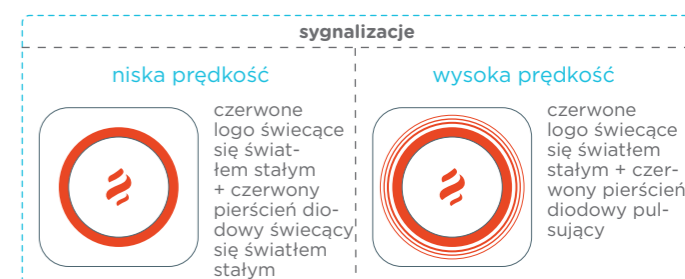 sygnalizacje
niska prędkość
czerwone
logo świecące
się świat-
łem stałym
+ czerwony
pierścień dio-
dowy świecący
się światłem
stałym
wysoka prędkość
czerwone
logo świecące
się światłem
stałym + czer-
wony pierścień
diodowy pul-
sujący